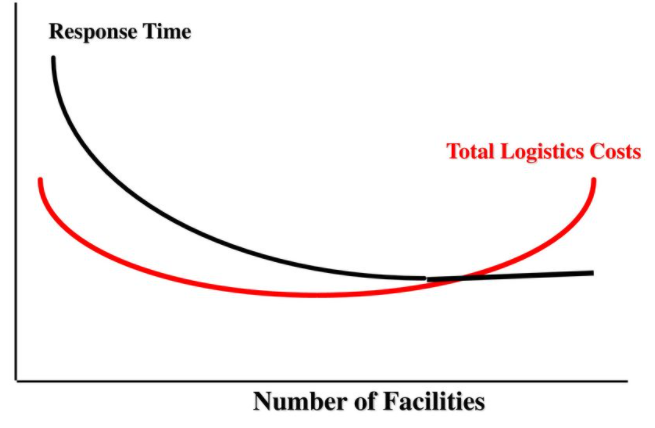 Response Time
Total Logistics Costs
Number of Facilities